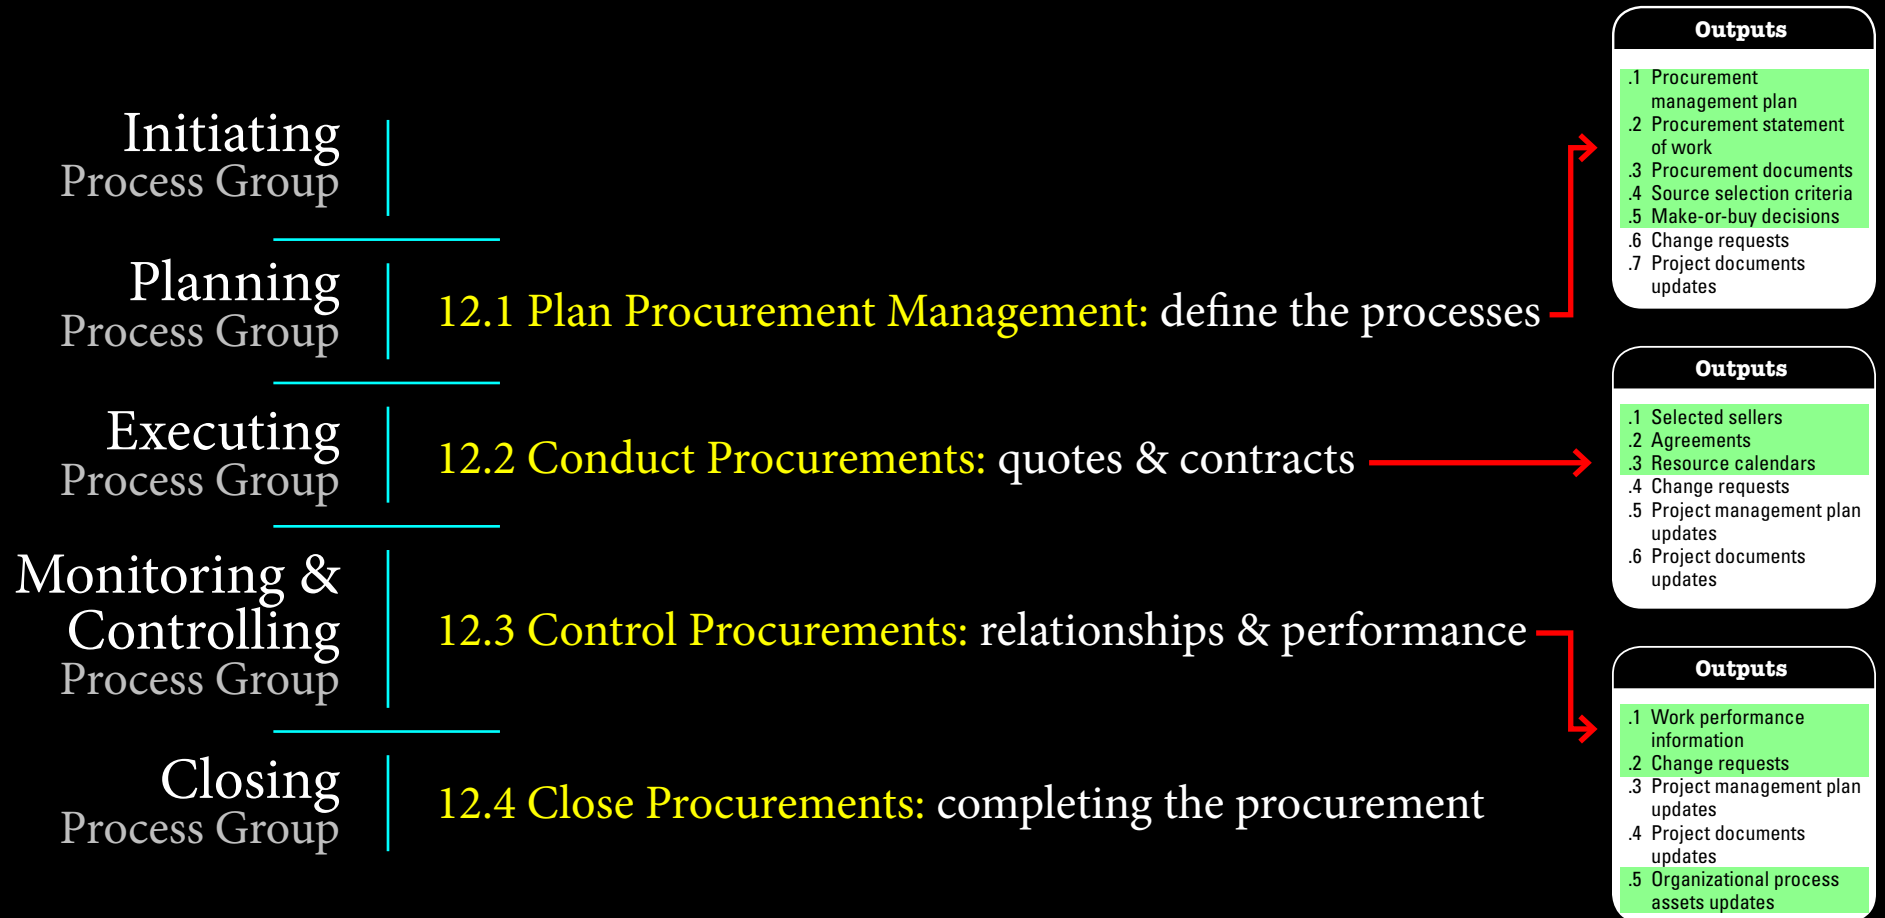 Initiating
Process Group
Planning
Process Group
12.1 Plan Procurement Management: define the processes
Executing
Process Group
12.2 Conduct Procurements: quotes & contracts
Monitoring &
Controlling
Process Group
12.3 Control Procurements: relationships & performance
Closing
Process Group
12.4 Close Procurements: completing the procurement
Outputs
.1 Procurement
management plan
.2 Procurement statement
of work
.3 Procurement documents
.4 Source selection criteria
.5 Make-or-buy decisions
.6 Change requests
.7 Project documents
updates
Outputs
.1 Selected sellers
.2 Agreements
.3 Resource calendars
.4 Change requests
.5 Project management plan
updates
.6 Project documents
updates
Outputs
.1 Work performance
information
.2 Change requests
.3 Project management plan
updates
.4 Project documents
updates
.5 Organizational process
assets updates